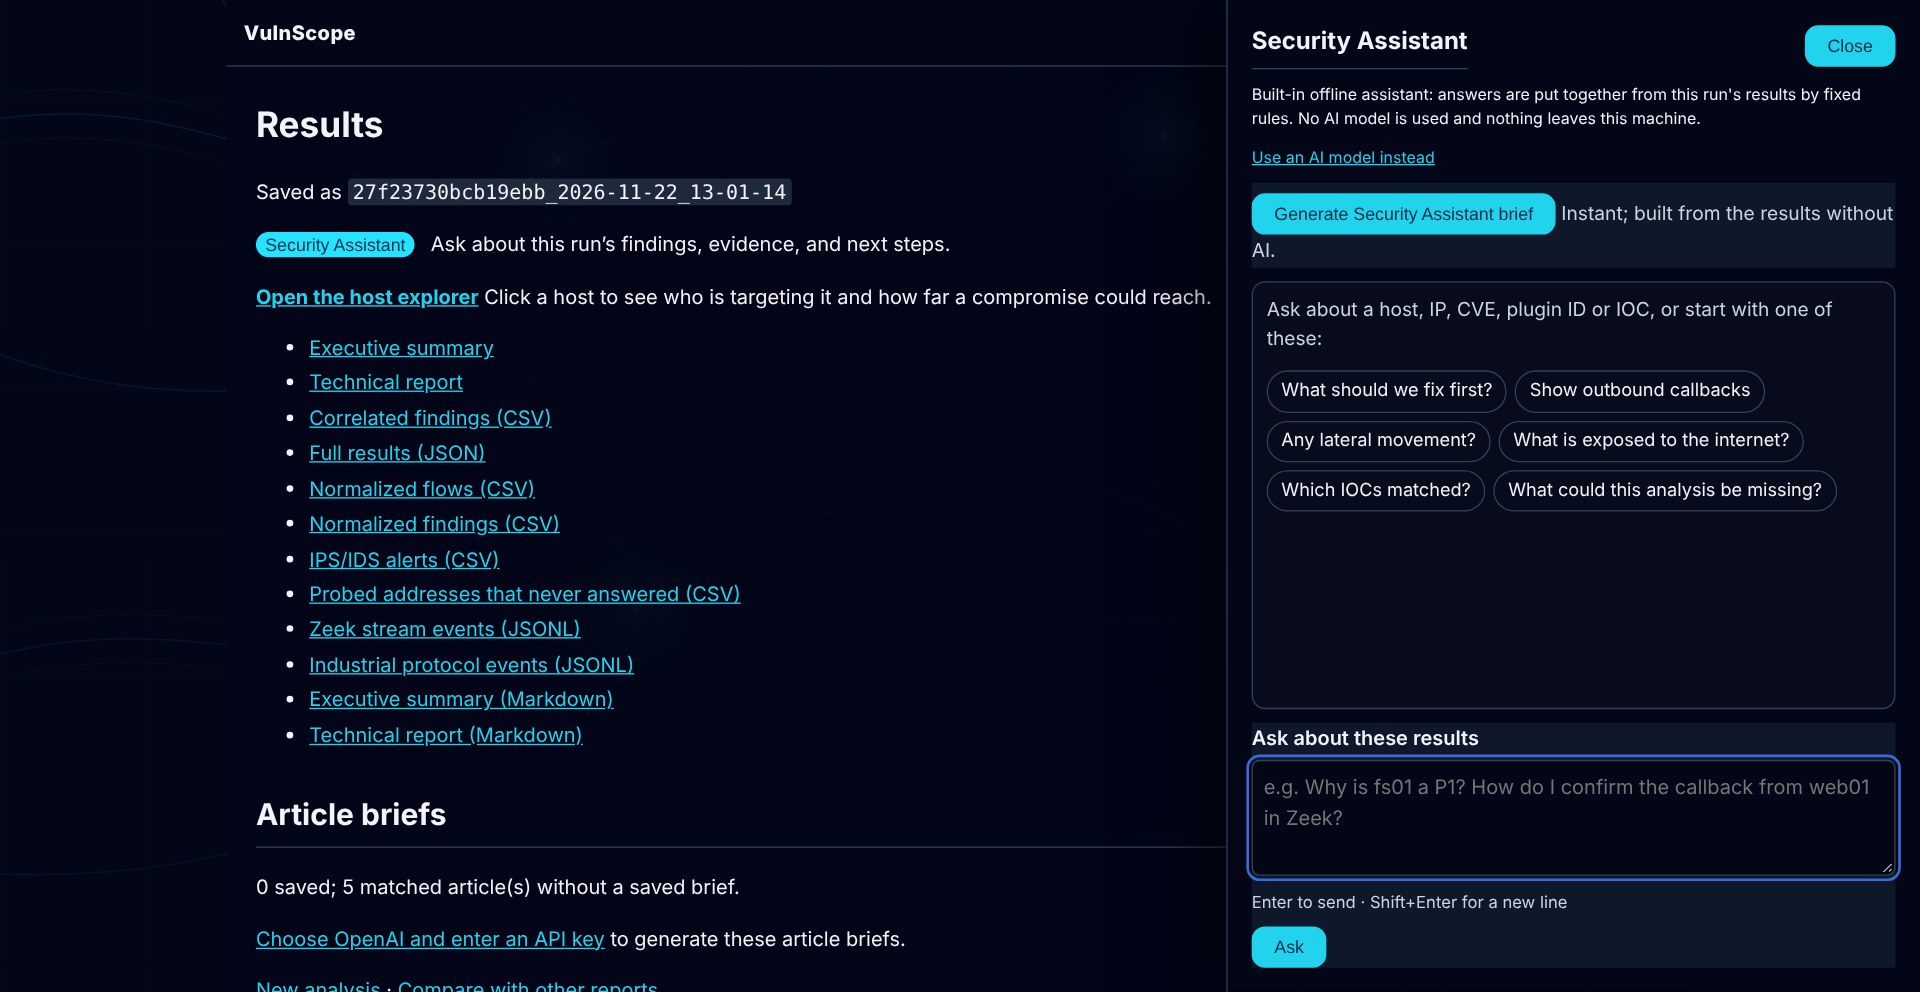 VulnScope
Results
Saved as 27f23730bcb19ebb_2026-11-22_13-01-14
Security Assistant Ask about this run’s findings, evidence, and next steps.
Open the host explorer Click a host to see who is targeting it and how far a compromise could reach.
Executive summary
Technical report
Correlated findings (CSV)
Full results (JSON)
Normalized flows (CSV)
Normalized findings (CSV)
IPS/IDS alerts (CSV)
Probed addresses that never answered (CSV)
Zeek stream events (JSONL)
Industrial protocol events (JSONL)
Executive summary (Markdown)
Technical report (Markdown)
Article briefs
0 saved; 5 matched article(s) without a saved brief.
Choose OpenAI and enter an API key to generate these article briefs.
New analysis · Compare with other reports
Security Assistant
Close
Built-in offline assistant: answers are put together from this run's results by fixed
rules. No AI model is used and nothing leaves this machine.
Use an AI model instead
Generate Security Assistant brief Instant; built from the results without
AI.
Ask about a host, IP, CVE, plugin ID or IOC, or start with one of
these:
What should we fix first? Show outbound callbacks
Any lateral movement? What is exposed to the internet?
Which IOCs matched? What could this analysis be missing?
Ask about these results
e.g. Why is fs01 a P1? How do I confirm the callback from web01
in Zeek?
Enter to send · Shift+Enter for a new line
Ask